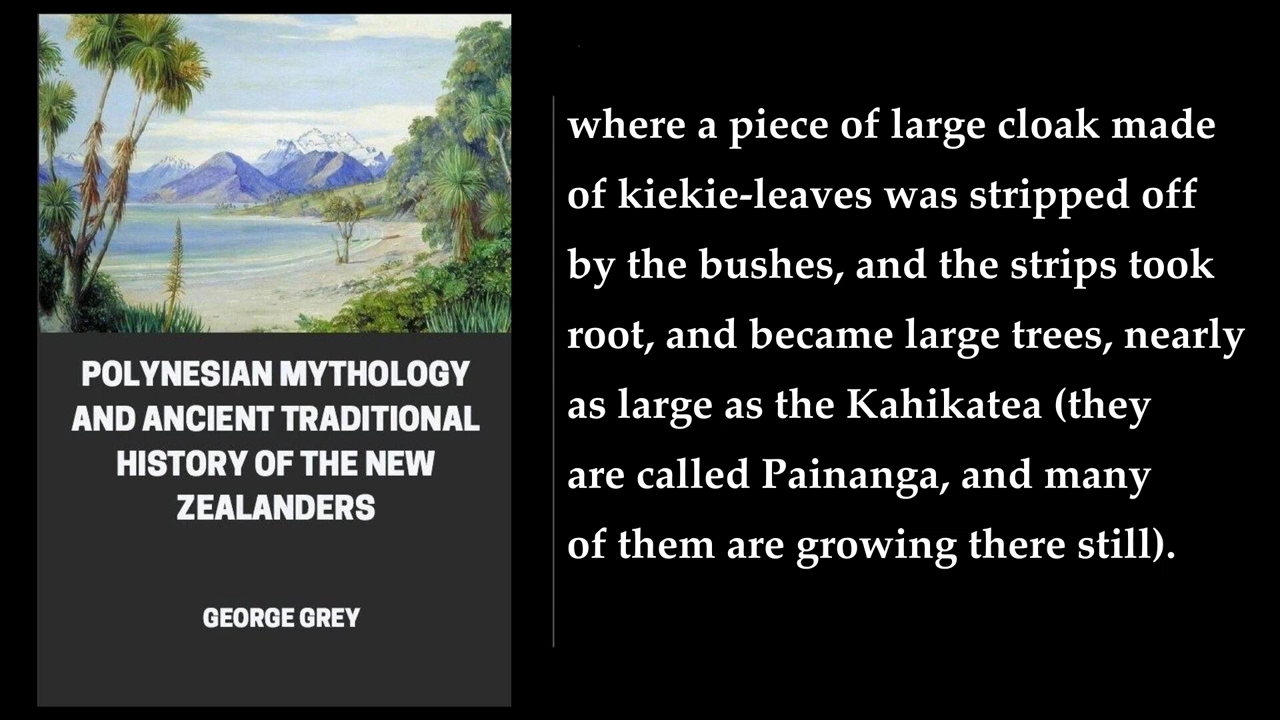 POLYNESIAN MYTHOLOGY
AND ANCIENT TRADITIONAL
HISTORY OF THE NEW
ZEALANDERS
GEORGE GREY
where a piece of large cloak made
of kiekie-leaves was stripped off
by the bushes, and the strips took
root, and became large trees, nearly
as large as the Kahikatea (they
are called Painanga, and many
of them are growing there still).